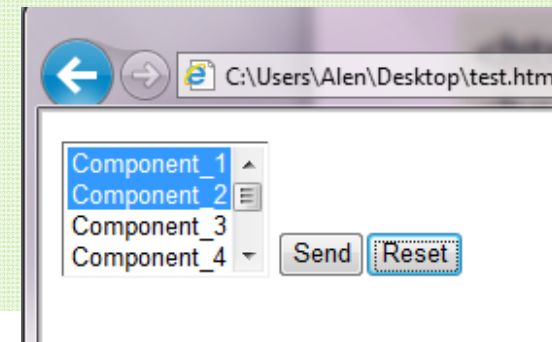 C:\Users\Alen\Desktop\test.htm
Component_1
Component_2
Component_3
Component_4
Send
Reset